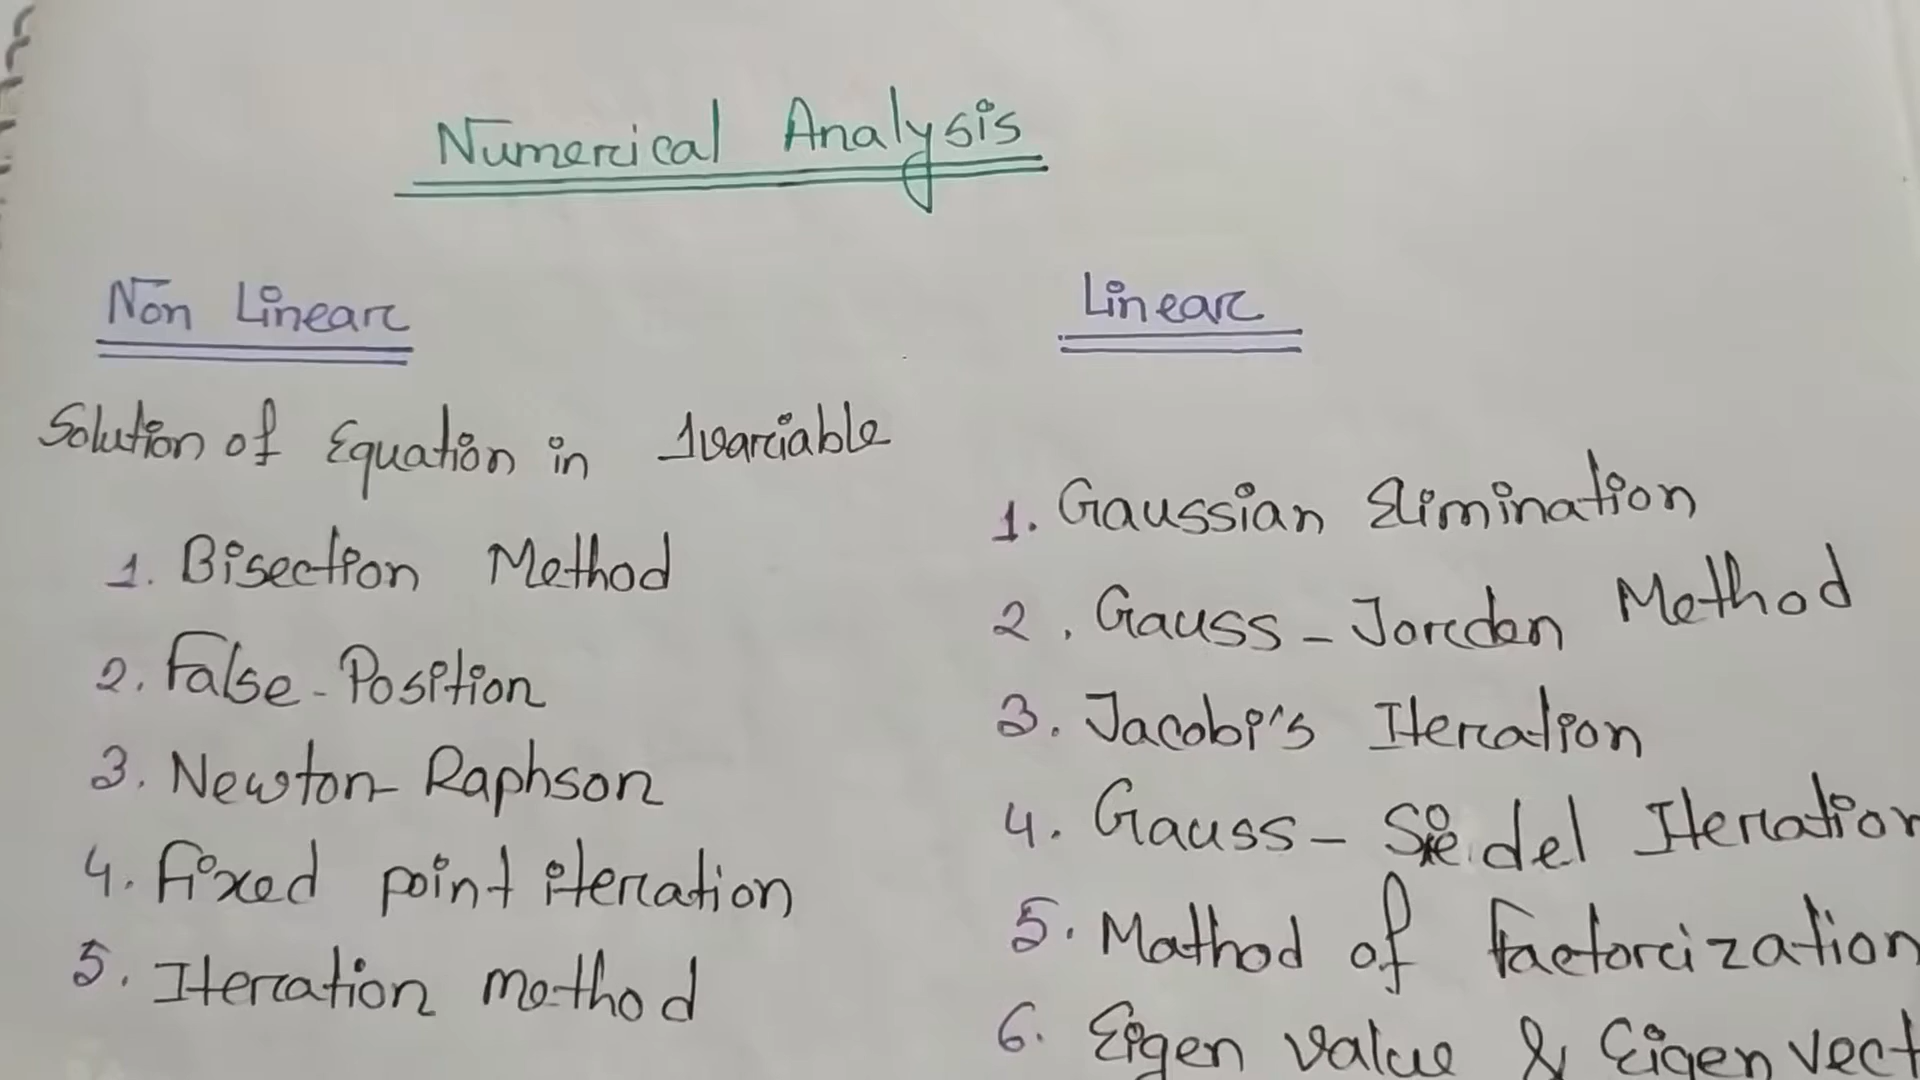 Numerical Analysis
Non Linear
Solution of Equation in 1variable
1. Bisection Method
2. False-Position
3. Newton-Raphson
4. Fixed point iteration
5. Iteration method
Linear
1. Gaussian Elimination
2. Gauss-Jordan Method
3. Jacobi's Iteration
4. Gauss-Seidel Iteration
5. Mathod of Factorization
6. Eigen value & Eigen vect